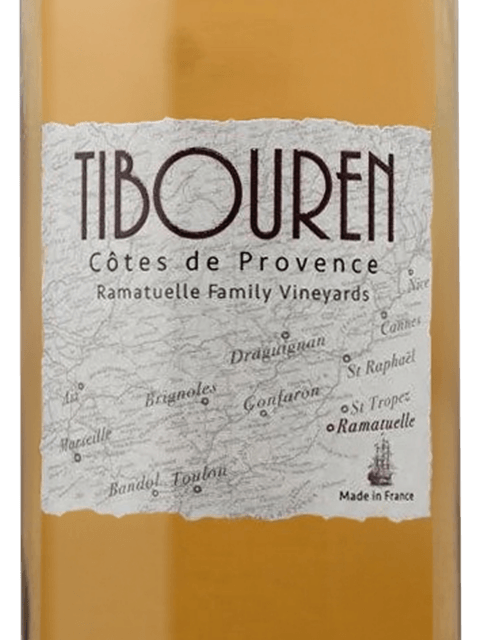 TIBOUREN
Côtes de Provence
Ramatuelle Family Vineyards
Nice
Cannes
Draguignan
St Raphaël
Aix
Brignoles
Gonfaron
St Tropez
Ramatuelle
Marseille
Bandol
Toulon
Made in France